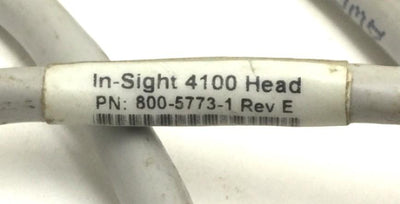 In-Sight 4100 Head
PN: 800-5773-1 Rev E